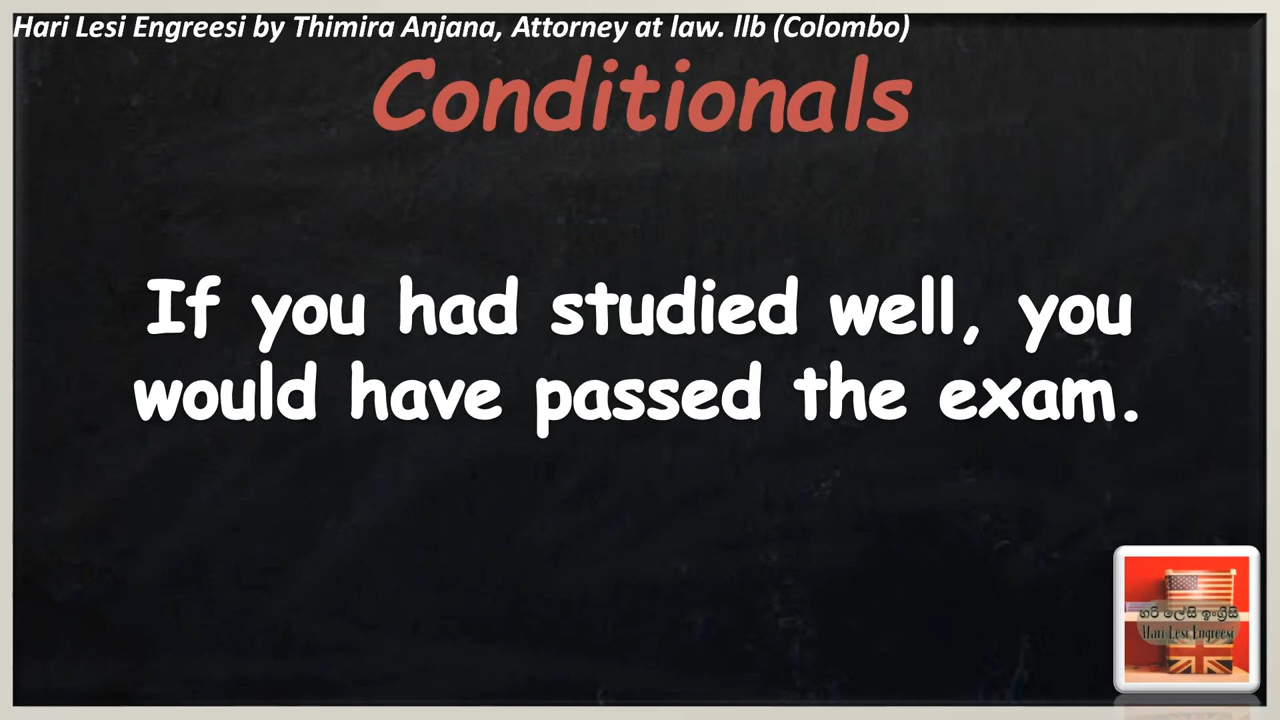 Hari Lesi Engreesi by Thimira Anjana, Attorney at law. llb (Colombo)
Conditionals
If you had studied well, you
would have passed the exam.
හරි ලේසි ඉංග්‍රීසි
Hari Lesi Engreesi